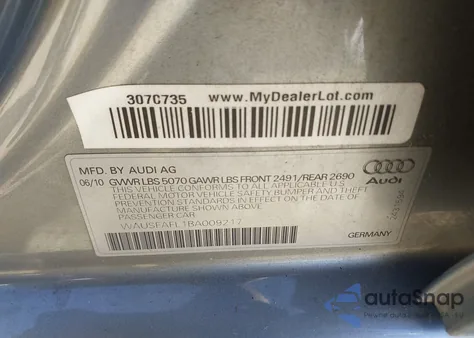 307C735 www.MyDealerLot.com
MFD. BY AUDI AG
06/10 GVWR LBS 5070 GAWR LBS FRONT 2491/REAR 2690
THIS VEHICLE CONFORMS TO ALL APPLICABLE FEDERAL
MOTOR VEHICLE SAFETY BUMPER AND THEFT
PREVENTION STANDARDS IN EFFECT ON THE DATE OF
MANUFACTURE SHOWN ABOVE
PASSENGER CAR
Audi
GERMANY
autoSnap